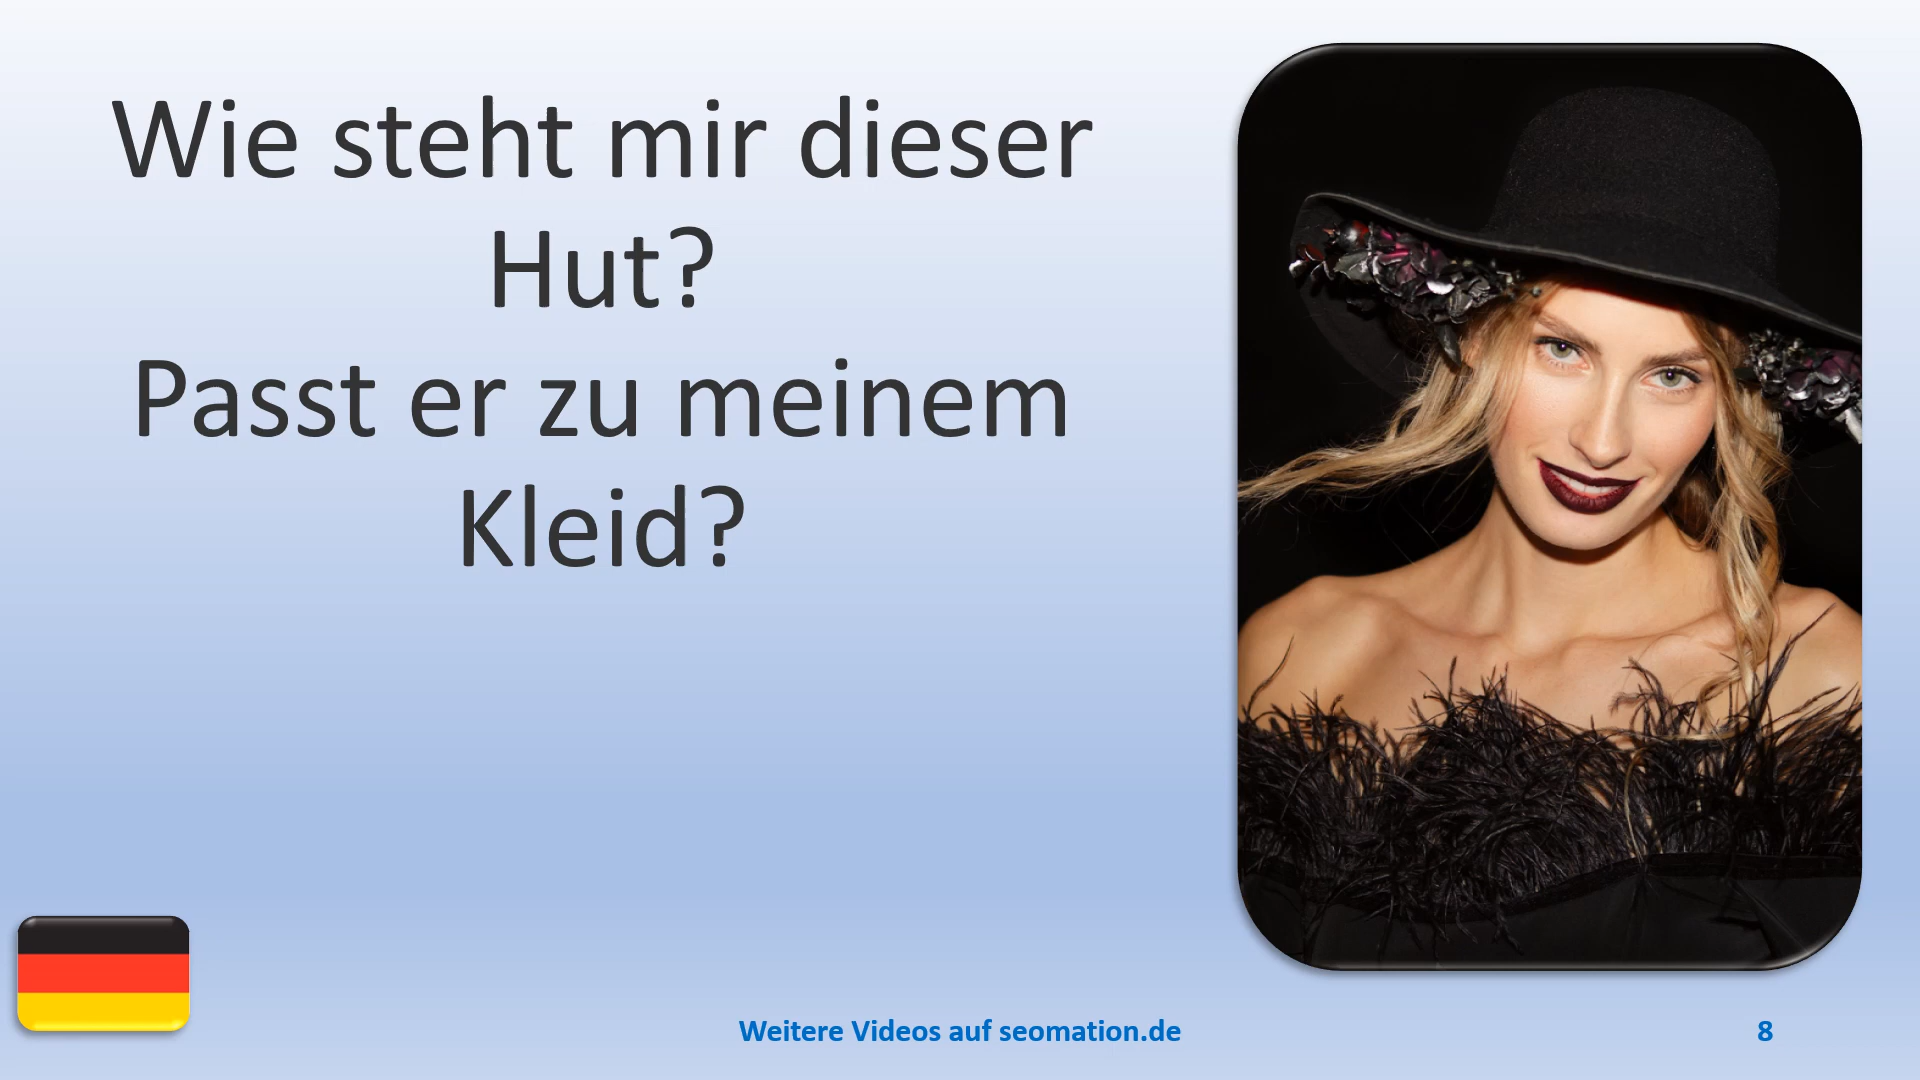 Wie steht mir dieser
Hut?
Passt er zu meinem
Kleid?
Weitere Videos auf seomation.de
8